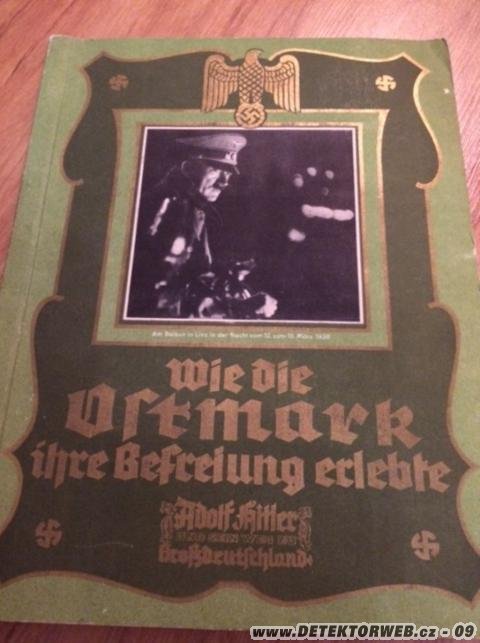 Am Balkon in Linz in der Nacht vom 12. zum 13. März 1938
Wie die
Ostmark
ihre Befreiung erlebte
Adolf Hitler
UND SEIN WEG ZU
Großdeutschland
www.DETEKTORWEB.cz - 09